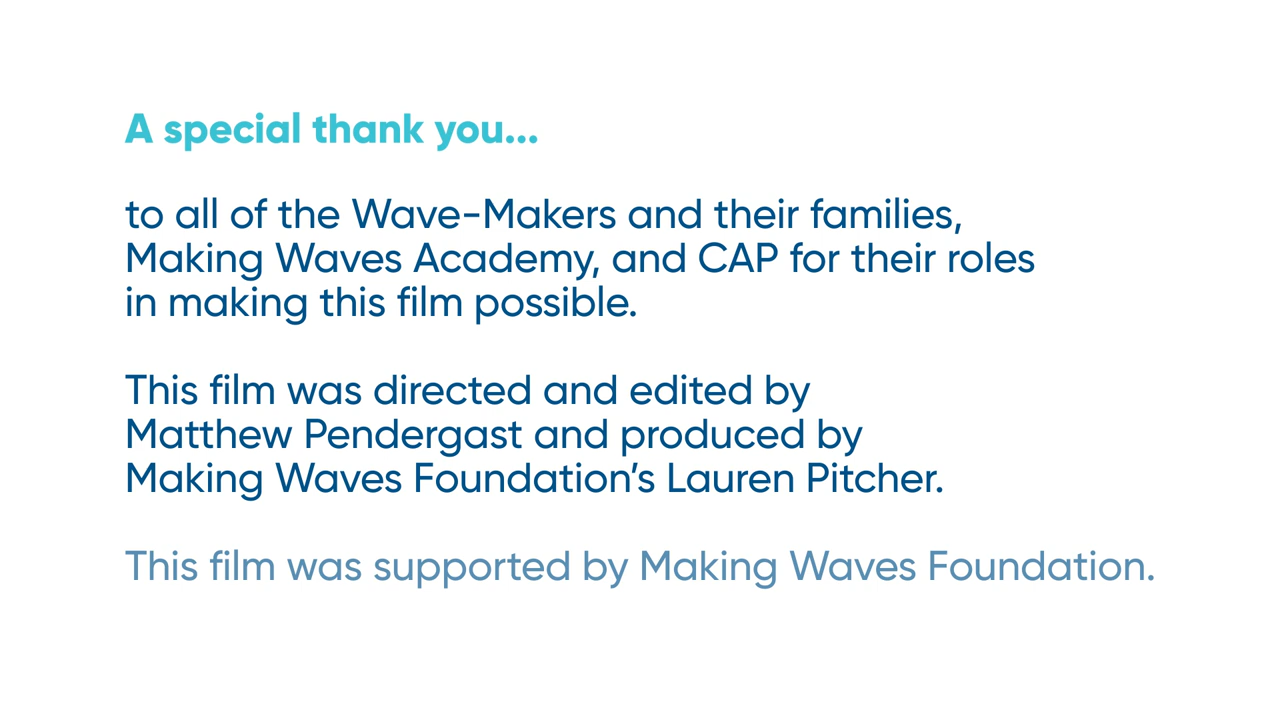 A special thank you...
to all of the Wave-Makers and their families,
Making Waves Academy, and CAP for their roles
in making this film possible.
This film was directed and edited by
Matthew Pendergast and produced by
Making Waves Foundation’s Lauren Pitcher.
This film was supported by Making Waves Foundation.